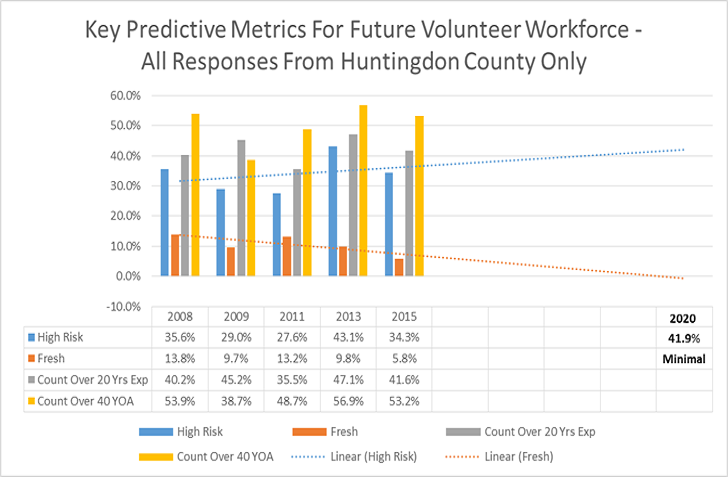 Key Predictive Metrics For Future Volunteer Workforce -
All Responses From Huntingdon County Only
60.0%
50.0%
40.0%
30.0%
20.0%
10.0%
0.0%
-10.0%
2008 2009 2011 2013 2015 2020
High Risk 35.6% 29.0% 27.6% 43.1% 34.3% 41.9%
Fresh 13.8% 9.7% 13.2% 9.8% 5.8% Minimal
Count Over 20 Yrs Exp 40.2% 45.2% 35.5% 47.1% 41.6%
Count Over 40 YOA 53.9% 38.7% 48.7% 56.9% 53.2%
High Risk Fresh Count Over 20 Yrs Exp
Count Over 40 YOA Linear (High Risk) Linear (Fresh)